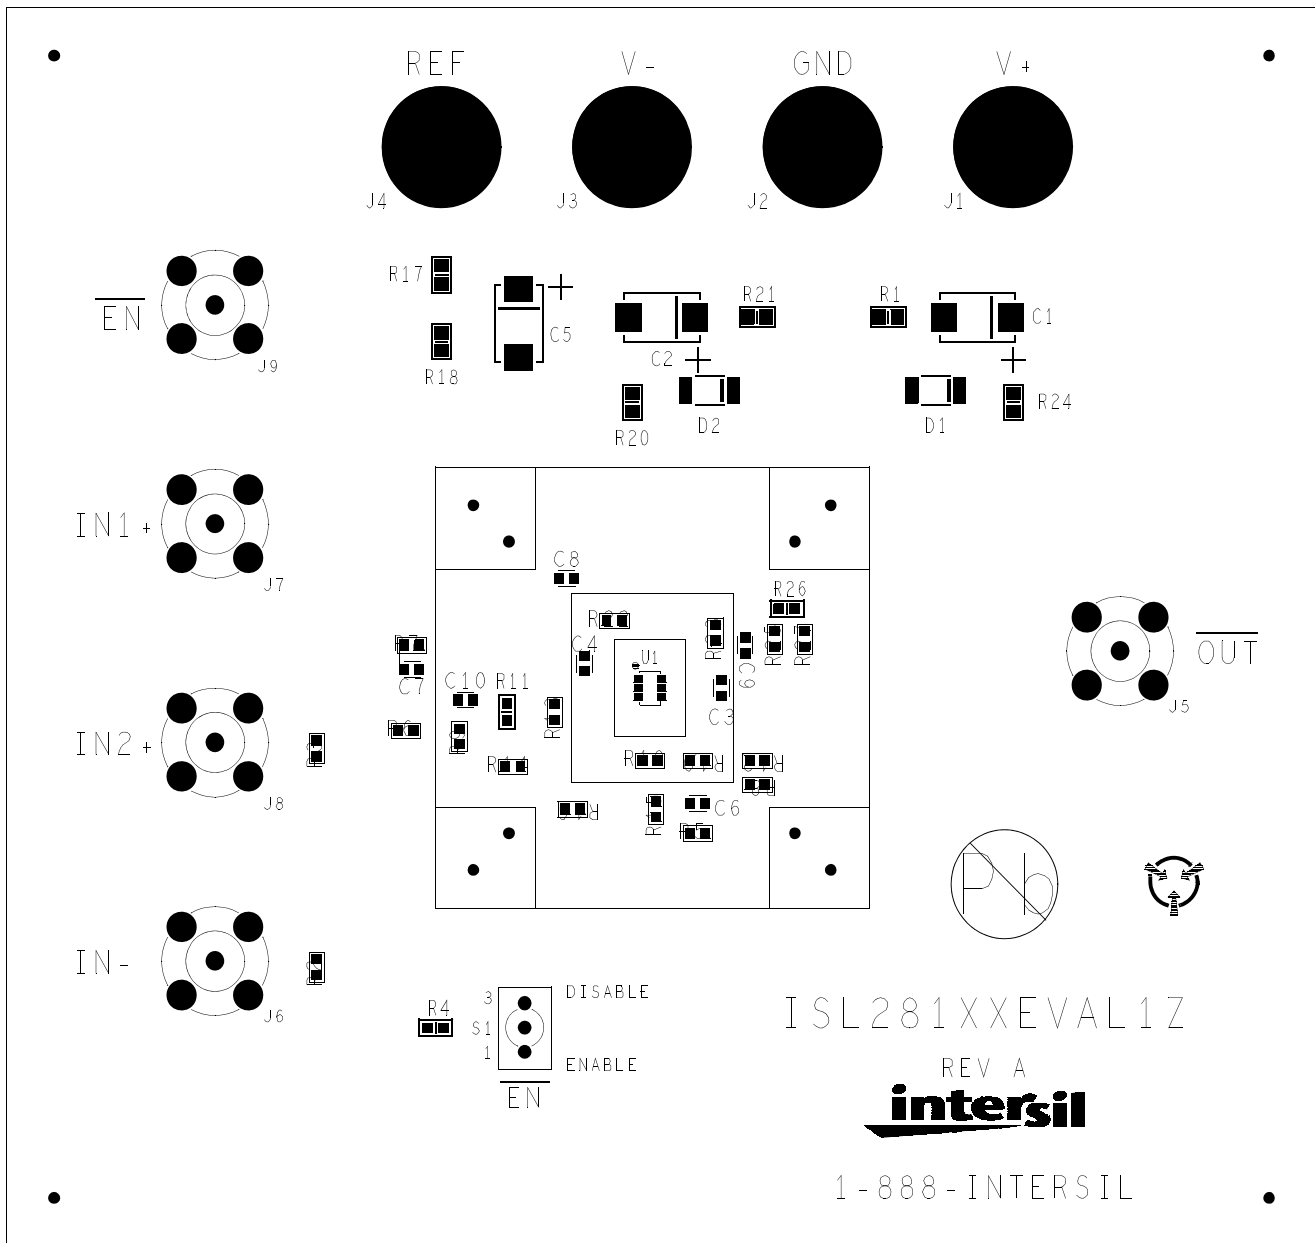 REF V- GND V+
J4 J3 J2 J1
R17
R21 R1
EN
C5 C1
J9
R18
C2
R24
R20 D2 D1
IN1+
J7
C8
R26
C4
U1
OUT
C7
C9
C10 R11
C3
J5
IN2+
J8
C6
Pb
IN-
J6
3 DISABLE
R4
S1
1 ENABLE
EN
ISL281XXEVAL1Z
REV A
intersil
1-888-INTERSIL